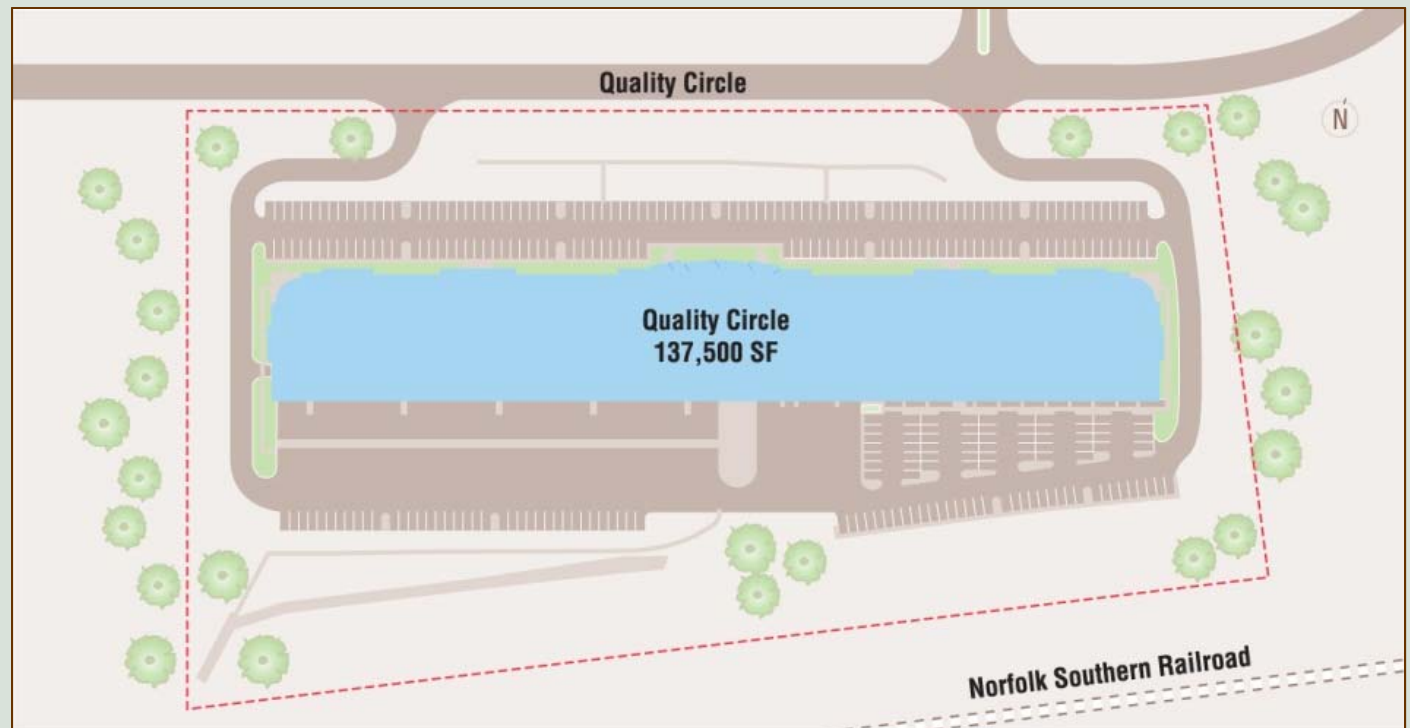 Quality Circle
N
Quality Circle
137,500 SF
Norfolk Southern Railroad